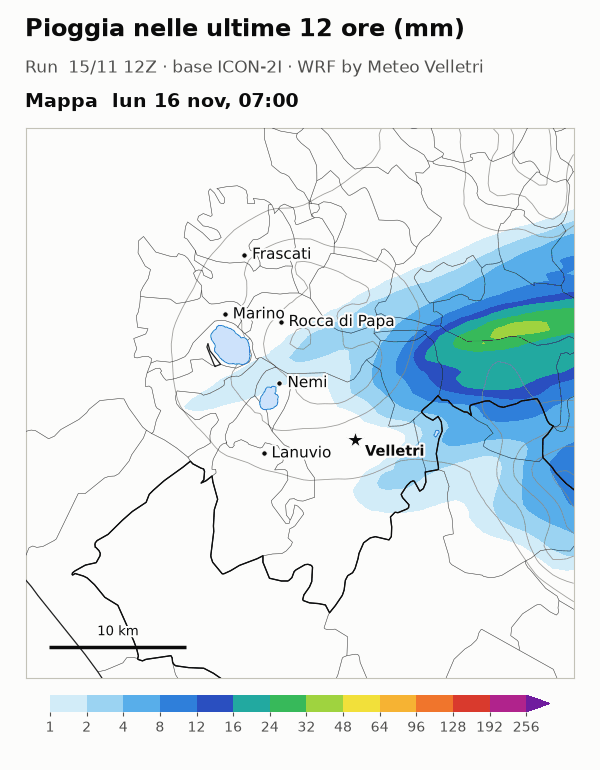 Pioggia nelle ultime 12 ore (mm)
Run  15/11 12Z · base ICON-2I · WRF by Meteo Velletri
Mappa  lun 16 nov, 07:00
Frascati
Marino
Rocca di Papa
Nemi
Velletri
Lanuvio
10 km
1 2 4 8 12 16 24 32 48 64 96 128 192 256